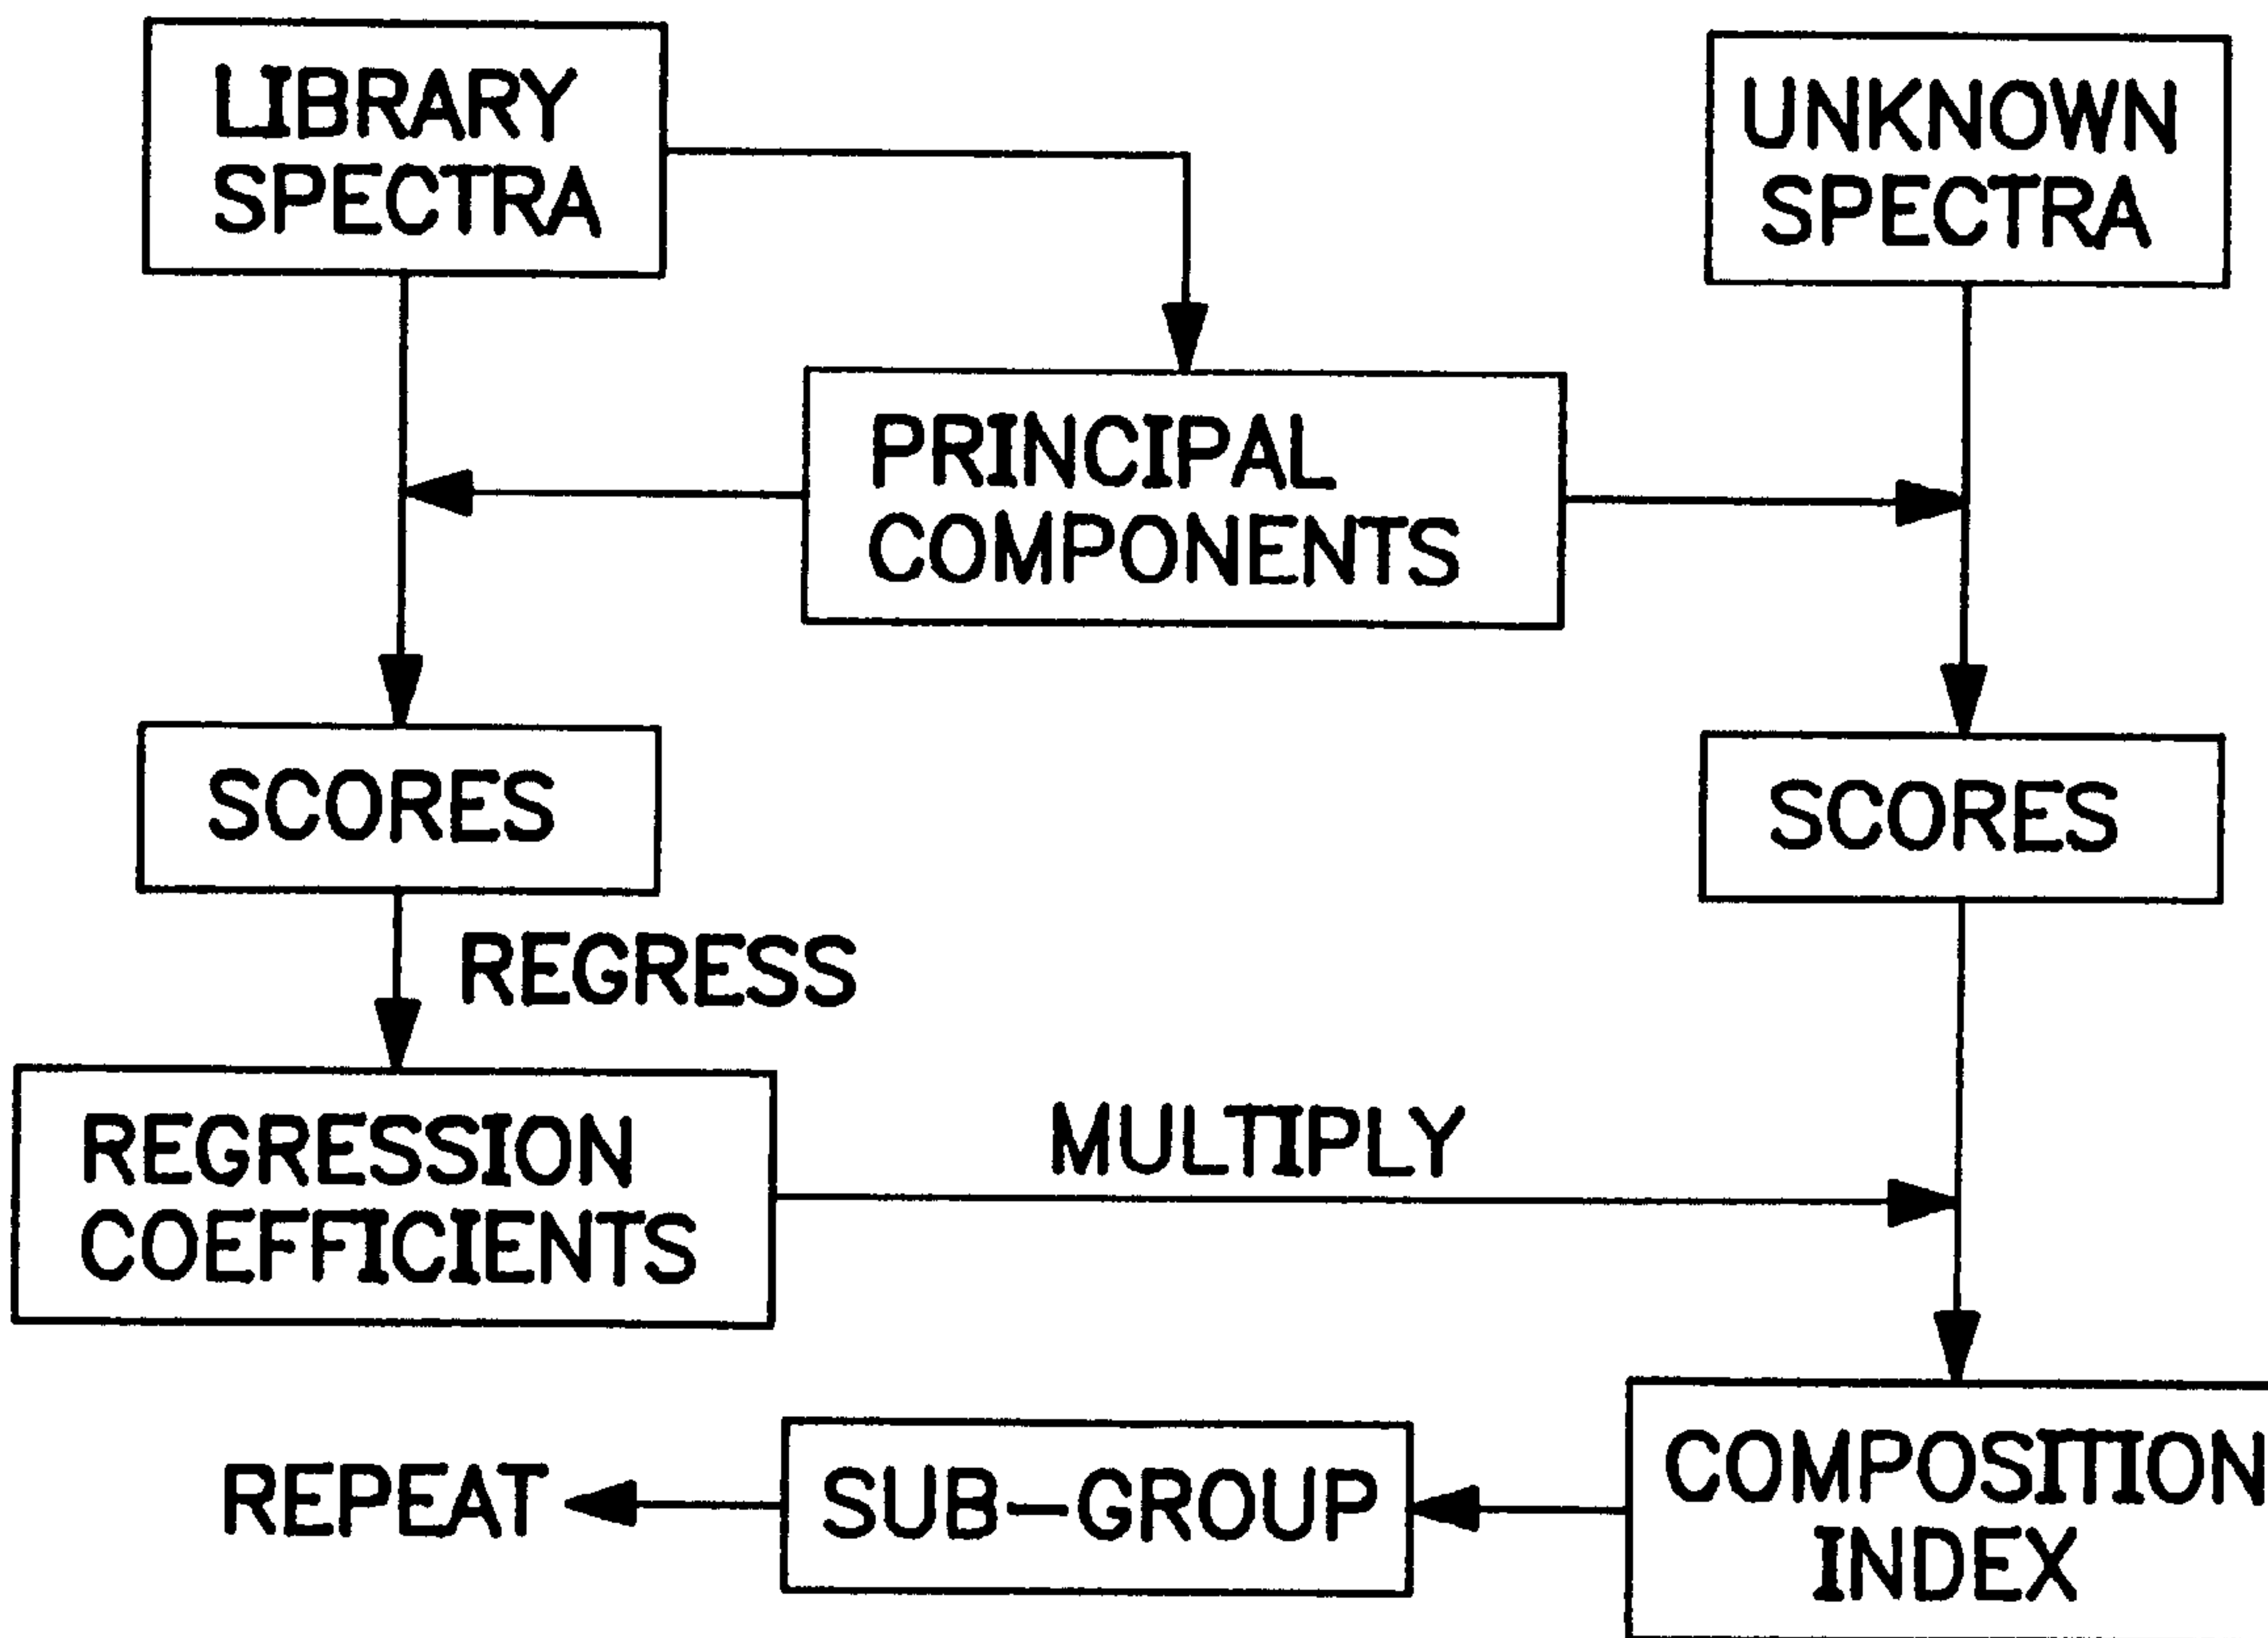 LIBRARY
SPECTRA
UNKNOWN
SPECTRA
PRINCIPAL
COMPONENTS
SCORES
SCORES
REGRESS
REGRESSION
COEFFICIENTS
MULTIPLY
REPEAT
SUB-GROUP
COMPOSITION
INDEX